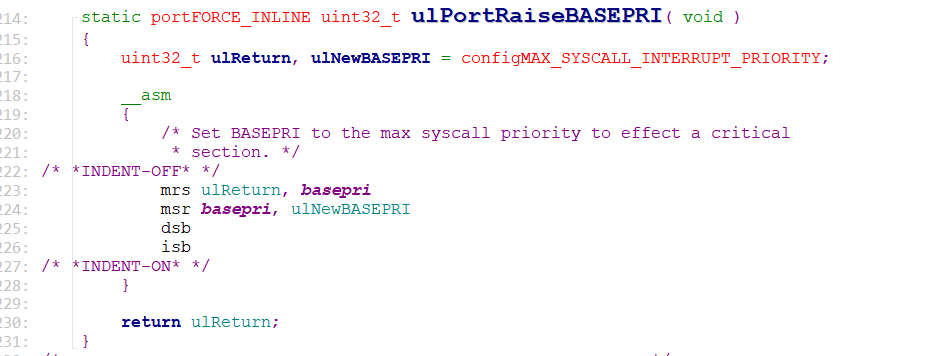 214: static portFORCE_INLINE uint32_t ulPortRaiseBASEPRI( void )
215: {
216: uint32_t ulReturn, ulNewBASEPRI = configMAX_SYSCALL_INTERRUPT_PRIORITY;
217:
218: __asm
219: {
220: /* Set BASEPRI to the max syscall priority to effect a critical
221: * section. */
222: /* *INDENT-OFF* */
223: mrs ulReturn, basepri
224: msr basepri, ulNewBASEPRI
225: dsb
226: isb
227: /* *INDENT-ON* */
228: }
229:
230: return ulReturn;
231: }